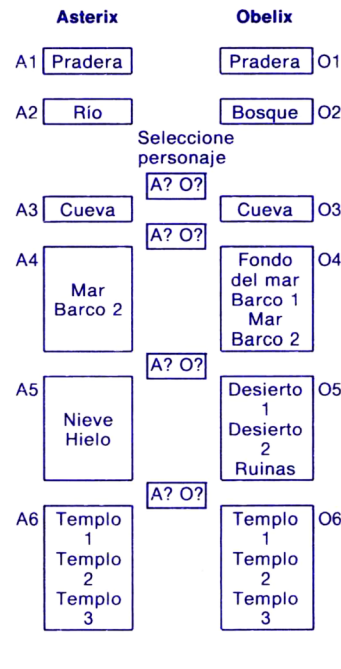 Asterix Obelix
A1 Pradera Pradera O1
A2 Río Bosque O2
Seleccione
personaje
A? O?
A3 Cueva Cueva O3
A? O?
A4 Fondo O4
del mar
Mar Barco 1
Barco 2 Mar
Barco 2
A? O?
A5 Desierto O5
1
Nieve Desierto
Hielo 2
Ruinas
A? O?
A6 Templo Templo O6
1 1
Templo Templo
2 2
Templo Templo
3 3